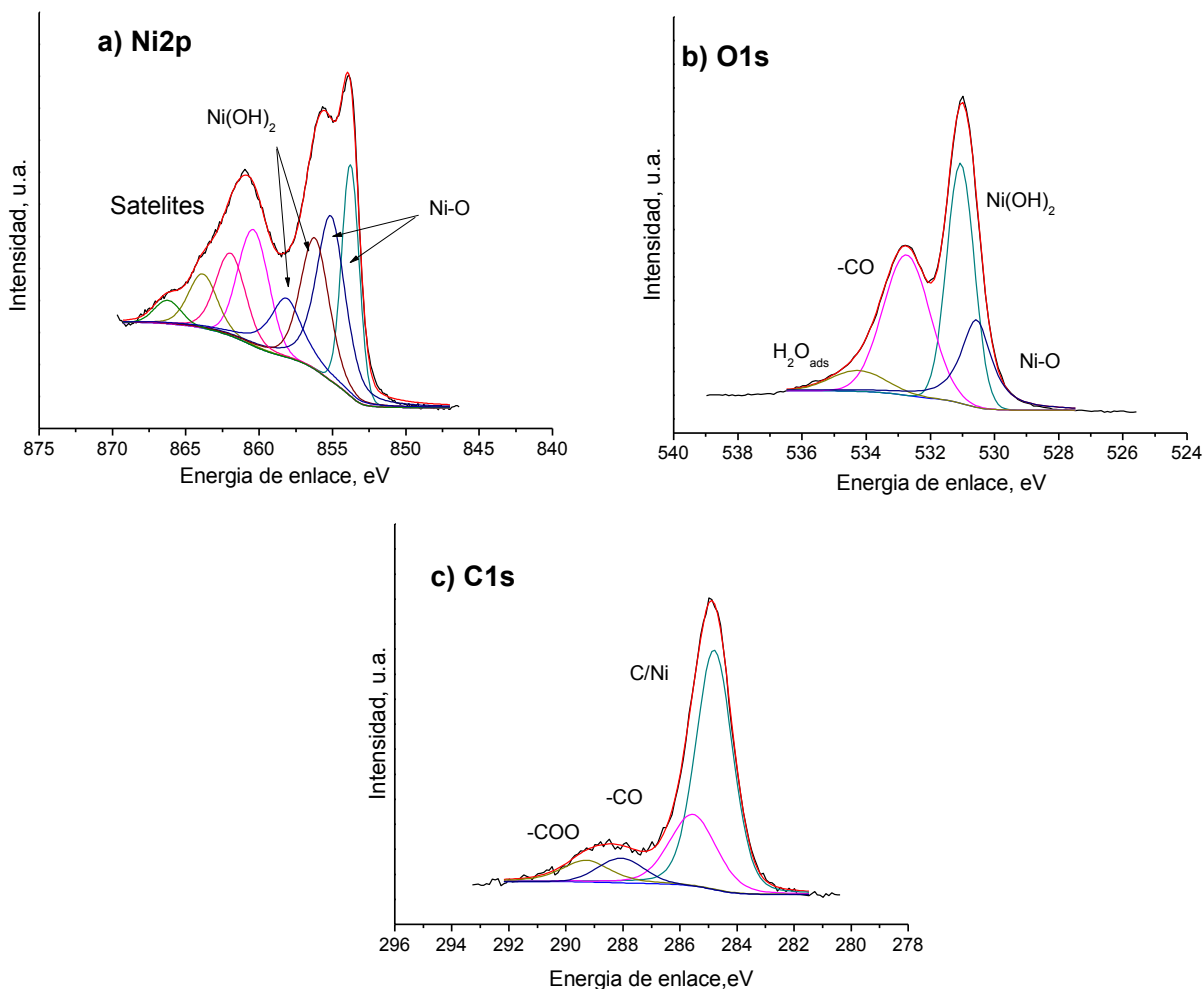 a) Ni2p
Ni(OH)2
Satelites
Ni-O
Intensidad, u.a.
875 870 865 860 855 850 845 840
Energia de enlace, eV
b) O1s
Ni(OH)2
-CO
H2Oads
Ni-O
Intensidad, u.a.
540 538 536 534 532 530 528 526 524
Energia de enlace, eV
c) C1s
C/Ni
-CO
-COO
Intensidad, u.a.
296 294 292 290 288 286 284 282 280 278
Energia de enlace,eV